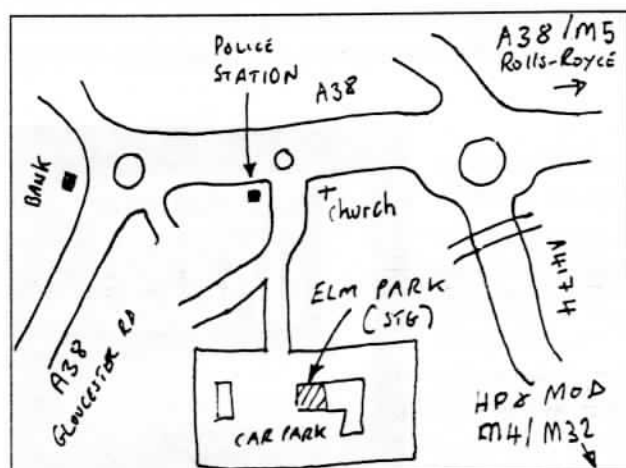 POLICE
STATION
A38
A38/M5
Rolls-Royce
BANK
church
ELM PARK
(STG)
A4174
A38
GLOUCESTER RD
CAR PARK
HP & MOD
M4/M32